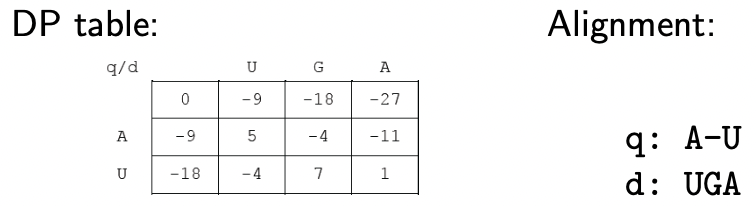 DP table: Alignment:
q/d U G A
0 -9 -18 -27
A -9 5 -4 -11
U -18 -4 7 1
q: A-U
d: UGA